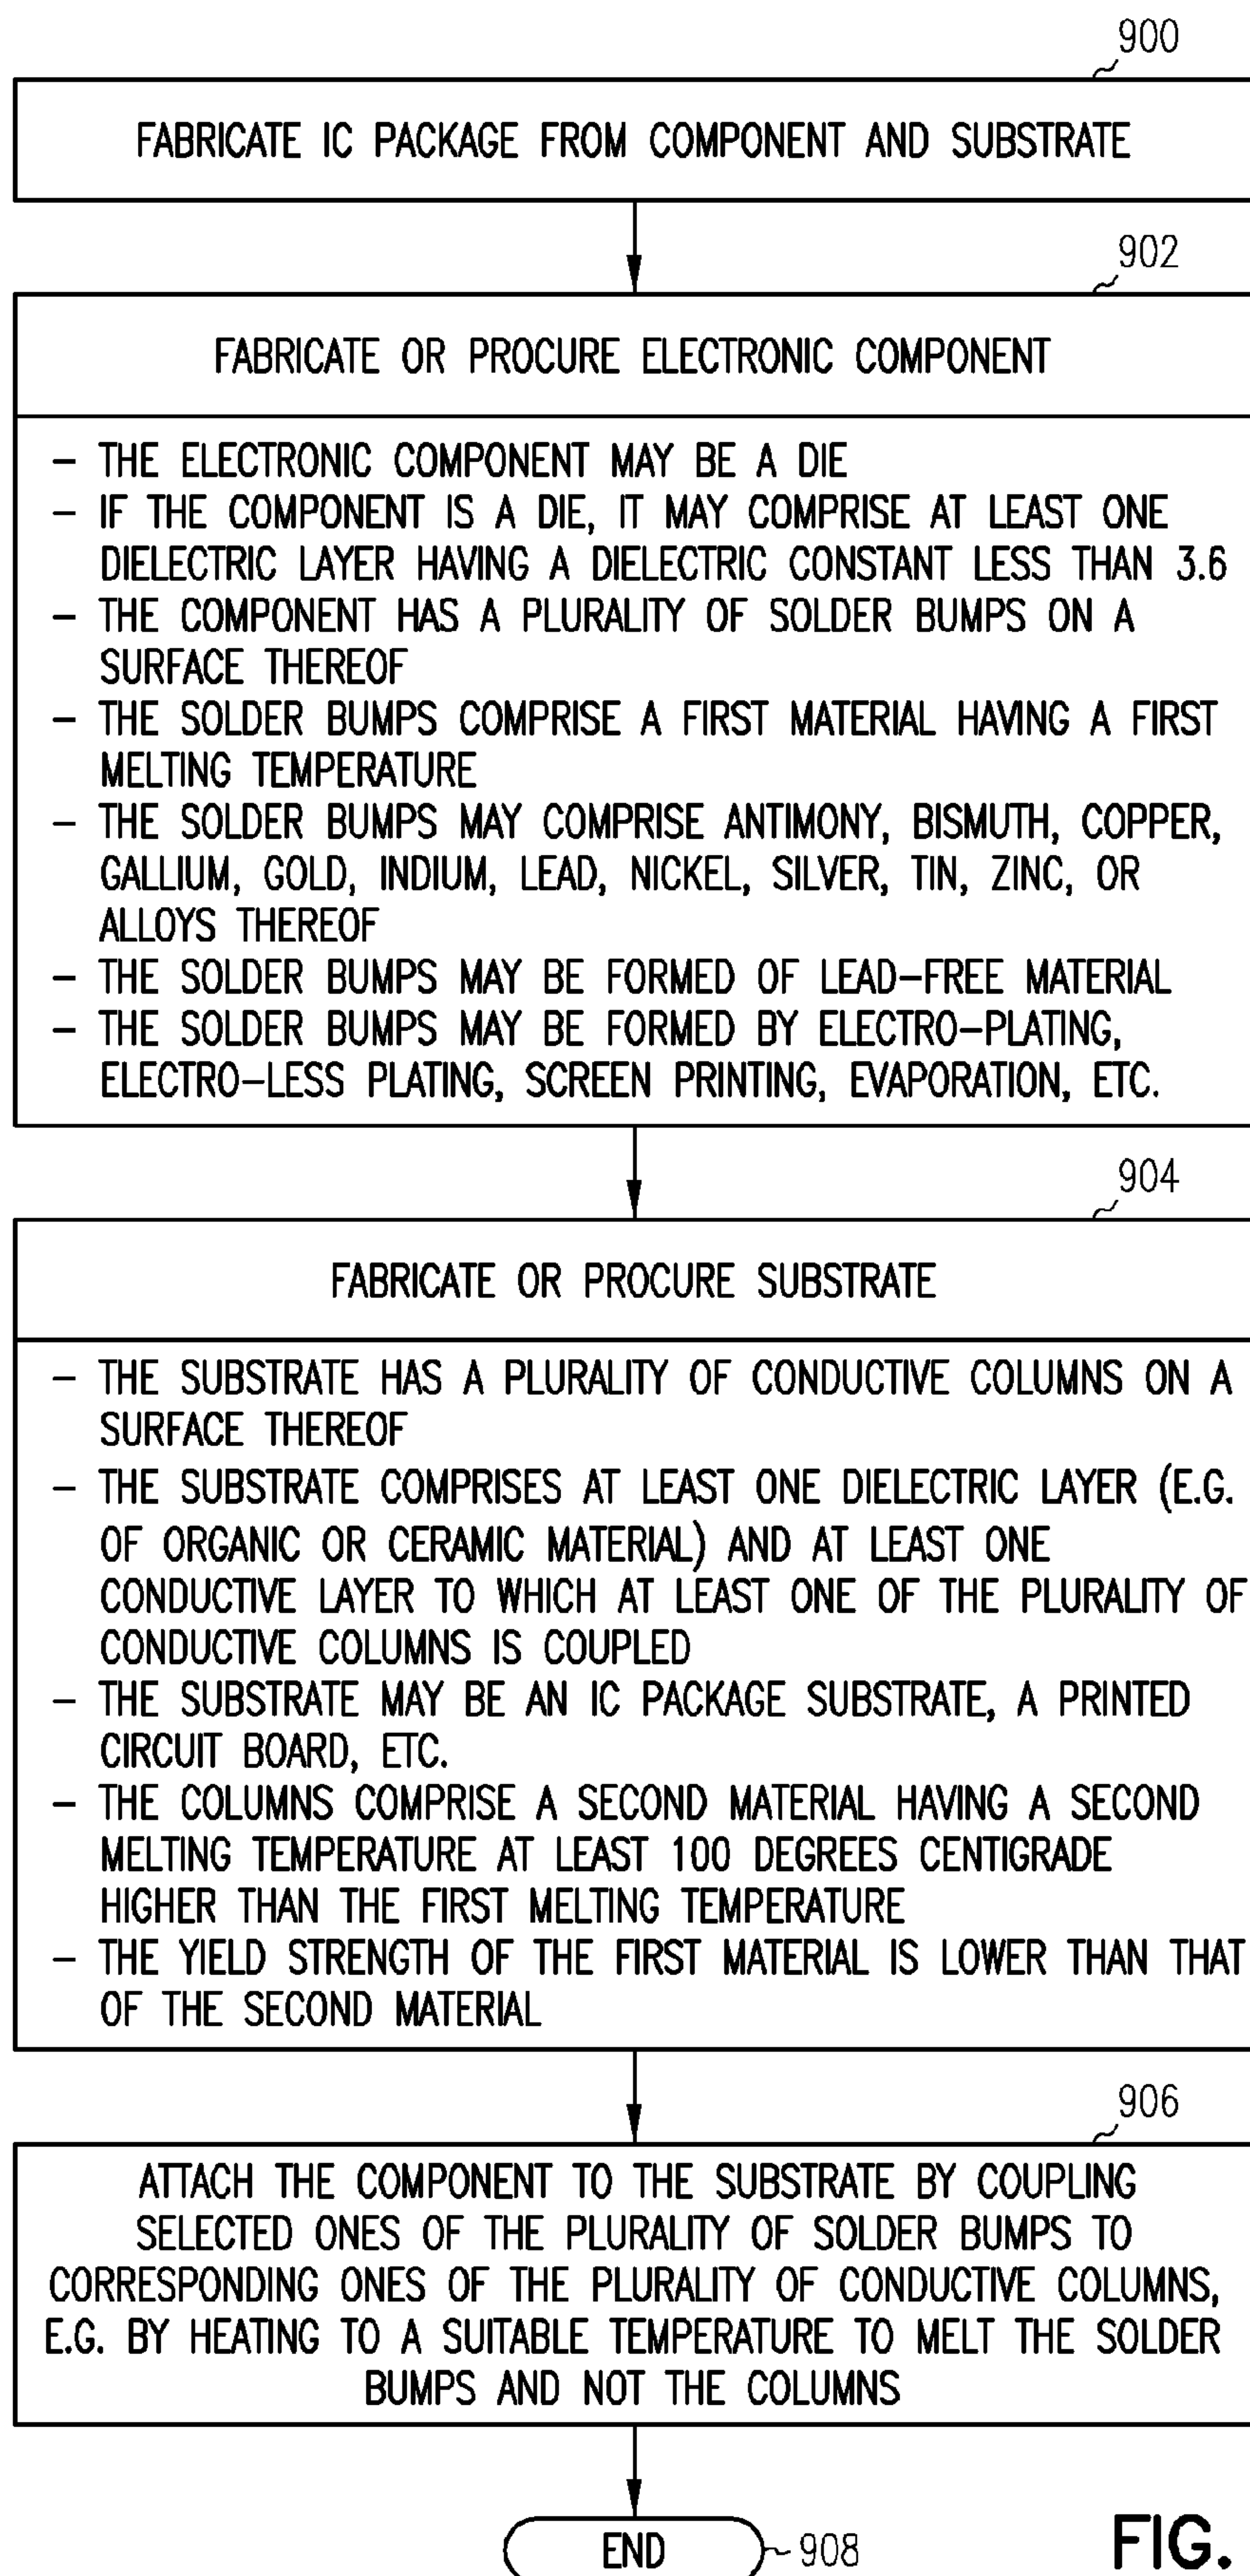 900
FABRICATE IC PACKAGE FROM COMPONENT AND SUBSTRATE
902
FABRICATE OR PROCURE ELECTRONIC COMPONENT
– THE ELECTRONIC COMPONENT MAY BE A DIE
– IF THE COMPONENT IS A DIE, IT MAY COMPRISE AT LEAST ONE
DIELECTRIC LAYER HAVING A DIELECTRIC CONSTANT LESS THAN 3.6
– THE COMPONENT HAS A PLURALITY OF SOLDER BUMPS ON A
SURFACE THEREOF
– THE SOLDER BUMPS COMPRISE A FIRST MATERIAL HAVING A FIRST
MELTING TEMPERATURE
– THE SOLDER BUMPS MAY COMPRISE ANTIMONY, BISMUTH, COPPER,
GALLIUM, GOLD, INDIUM, LEAD, NICKEL, SILVER, TIN, ZINC, OR
ALLOYS THEREOF
– THE SOLDER BUMPS MAY BE FORMED OF LEAD–FREE MATERIAL
– THE SOLDER BUMPS MAY BE FORMED BY ELECTRO–PLATING,
ELECTRO–LESS PLATING, SCREEN PRINTING, EVAPORATION, ETC.
904
FABRICATE OR PROCURE SUBSTRATE
– THE SUBSTRATE HAS A PLURALITY OF CONDUCTIVE COLUMNS ON A
SURFACE THEREOF
– THE SUBSTRATE COMPRISES AT LEAST ONE DIELECTRIC LAYER (E.G.
OF ORGANIC OR CERAMIC MATERIAL) AND AT LEAST ONE
CONDUCTIVE LAYER TO WHICH AT LEAST ONE OF THE PLURALITY OF
CONDUCTIVE COLUMNS IS COUPLED
– THE SUBSTRATE MAY BE AN IC PACKAGE SUBSTRATE, A PRINTED
CIRCUIT BOARD, ETC.
– THE COLUMNS COMPRISE A SECOND MATERIAL HAVING A SECOND
MELTING TEMPERATURE AT LEAST 100 DEGREES CENTIGRADE
HIGHER THAN THE FIRST MELTING TEMPERATURE
– THE YIELD STRENGTH OF THE FIRST MATERIAL IS LOWER THAN THAT
OF THE SECOND MATERIAL
906
ATTACH THE COMPONENT TO THE SUBSTRATE BY COUPLING
SELECTED ONES OF THE PLURALITY OF SOLDER BUMPS TO
CORRESPONDING ONES OF THE PLURALITY OF CONDUCTIVE COLUMNS,
E.G. BY HEATING TO A SUITABLE TEMPERATURE TO MELT THE SOLDER
BUMPS AND NOT THE COLUMNS
END
908
FIG.